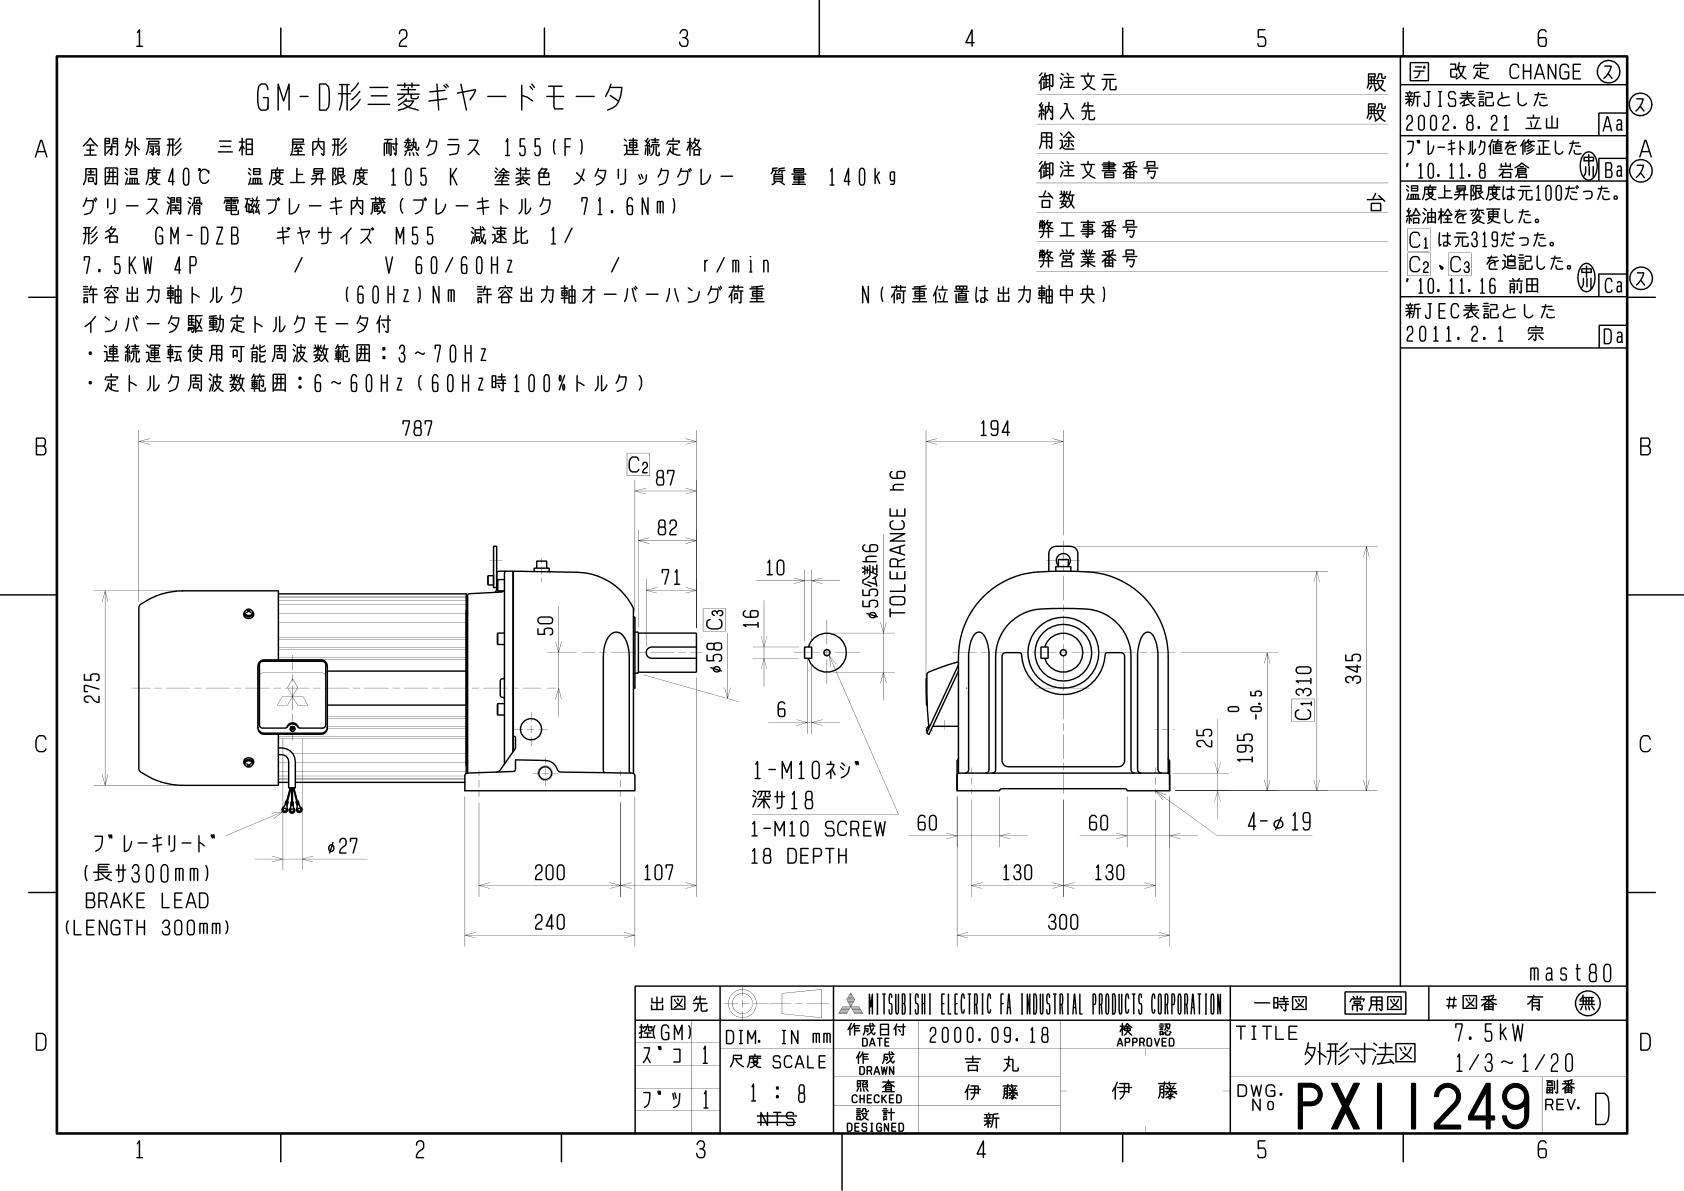 1 2 3 4 5 6
GM-D形三菱ギヤードモータ
全閉外扇形 三相 屋内形 耐熱クラス 155(F) 連続定格
周囲温度40℃ 温度上昇限度 105 K 塗装色 メタリックグレー 質量 140kg
グリース潤滑 電磁ブレーキ内蔵(ブレーキトルク 71.6Nm)
形名 GM-DZB ギヤサイズ M55 減速比 1/
7.5KW 4P / V 60/60Hz / r/min
許容出力軸トルク (60Hz)Nm 許容出力軸オーバーハング荷重 N(荷重位置は出力軸中央)
インバータ駆動定トルクモータ付
・連続運転使用可能周波数範囲：3~70Hz
・定トルク周波数範囲：6~60Hz(60Hz時100%トルク)
御注文元 殿
納入先 殿
用途
御注文書番号
台数 台
弊工事番号
弊営業番号
デ 改定 CHANGE ス
新JIS表記とした ス
2002.8.21 立山 Aa
ブレーキトルク値を修正した
'10.11.8 岩倉 中川 Ba ス
温度上昇限度は元100だった。
給油栓を変更した。
C1 は元319だった。
C2、C3 を追記した。
'10.11.16 前田 中川 Ca ス
新JEC表記とした
2011.2.1 宗 Da
A
B
C
D
A
B
C
D
787
C2
87
82
71
50
275
φ58 C3
ブレーキリード
(長サ300mm)
BRAKE LEAD
(LENGTH 300mm)
φ27
200 107
240
10
16
6
φ55公差h6
TOLERANCE h6
1-M10ネジ
深サ18
1-M10 SCREW
18 DEPTH
194
345
C1 310
195 0 -0.5
25
60 60
4-φ19
130 130
300
mast80
出図先
控(GM)
ズコ 1
ブツ 1
DIM. IN mm
尺度 SCALE
1 : 8
NTS
MITSUBISHI ELECTRIC FA INDUSTRIAL PRODUCTS CORPORATION
作成日付 DATE 2000.09.18
作成 DRAWN 吉丸
照査 CHECKED 伊藤
設計 DESIGNED 新
検認 APPROVED
伊藤
一時図 常用図 #図番 有 無
TITLE 7.5kW
外形寸法図 1/3~1/20
DWG. No PX11249 副番 REV. D
1 2 3 4 5 6